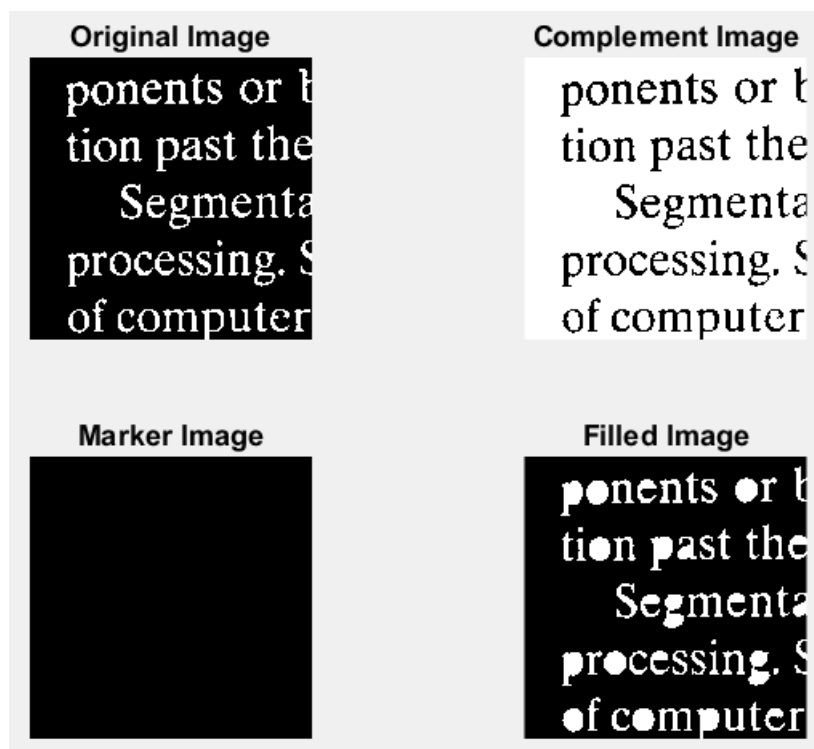 Original Image
ponents or b
tion past the
Segmenta
processing. S
of computer
Complement Image
ponents or b
tion past the
Segmenta
processing. S
of computer
Marker Image
Filled Image
ponents or b
tion past the
Segmenta
processing. S
of computer